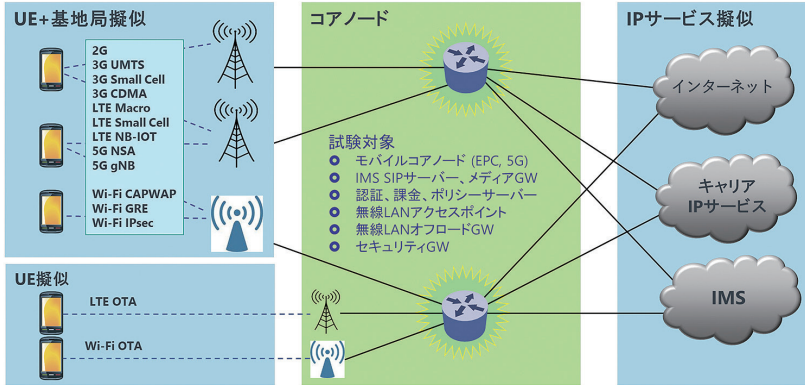 UE+基地局擬似
2G
3G UMTS
3G Small Cell
3G CDMA
LTE Macro
LTE Small Cell
LTE NB-IOT
5G NSA
5G gNB
Wi-Fi CAPWAP
Wi-Fi GRE
Wi-Fi IPsec
UE擬似
LTE OTA
Wi-Fi OTA
コアノード
試験対象
モバイルコアノード (EPC, 5G)
IMS SIPサーバー、メディアGW
認証、課金、ポリシーサーバー
無線LANアクセスポイント
無線LANオフロードGW
セキュリティGW
IPサービス擬似
インターネット
キャリア
IPサービス
IMS